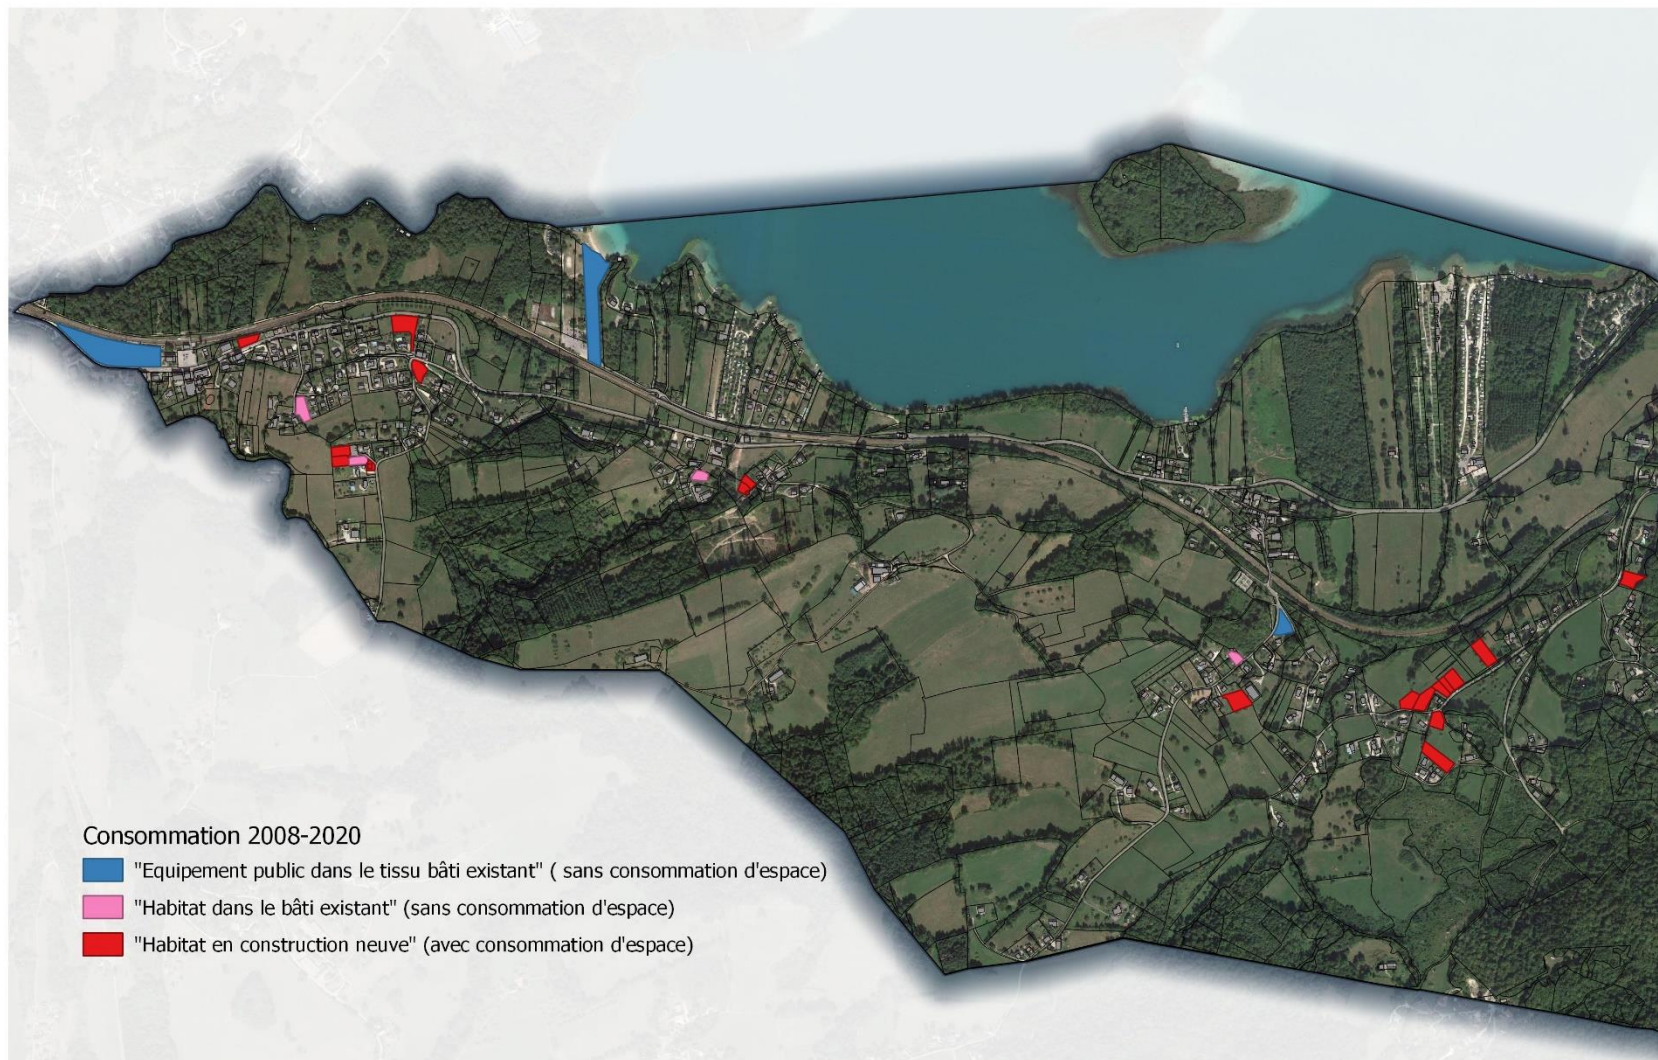 Consommation 2008-2020
"Equipement public dans le tissu bâti existant" ( sans consommation d'espace)
"Habitat dans le bâti existant" (sans consommation d'espace)
"Habitat en construction neuve" (avec consommation d'espace)